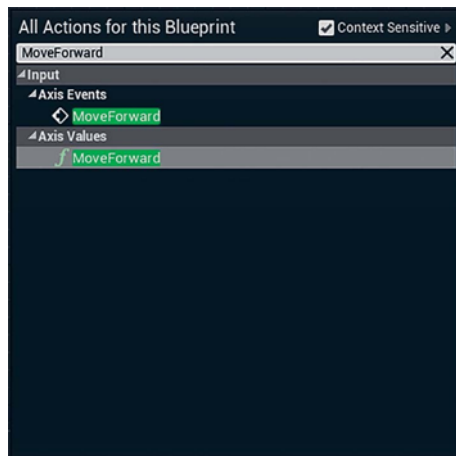 All Actions for this Blueprint Context Sensitive
MoveForward
Input
Axis Events
MoveForward
Axis Values
f MoveForward